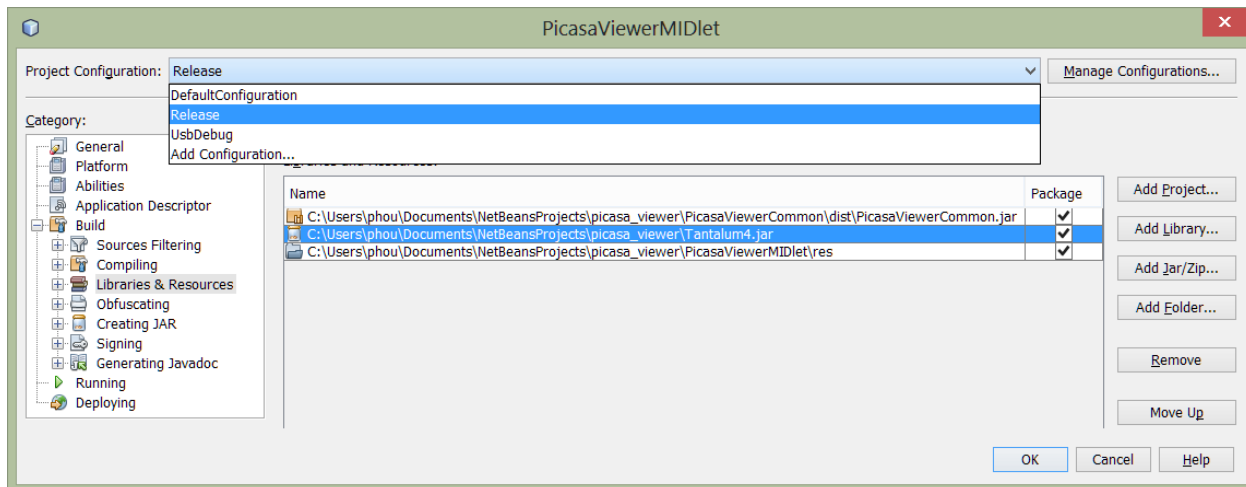 PicasaViewerMIDlet
Project Configuration: Release
Manage Configurations...
DefaultConfiguration
Release
UsbDebug
Add Configuration...
Category:
General
Platform
Abilities
Application Descriptor
Build
Sources Filtering
Compiling
Libraries & Resources
Obfuscating
Creating JAR
Signing
Generating Javadoc
Running
Deploying
Name Package
C:\Users\phou\Documents\NetBeansProjects\picasa_viewer\PicasaViewerCommon\dist\PicasaViewerCommon.jar
C:\Users\phou\Documents\NetBeansProjects\picasa_viewer\Tantalum4.jar
C:\Users\phou\Documents\NetBeansProjects\picasa_viewer\PicasaViewerMIDlet\res
Add Project...
Add Library...
Add Jar/Zip...
Add Folder...
Remove
Move Up
OK Cancel Help